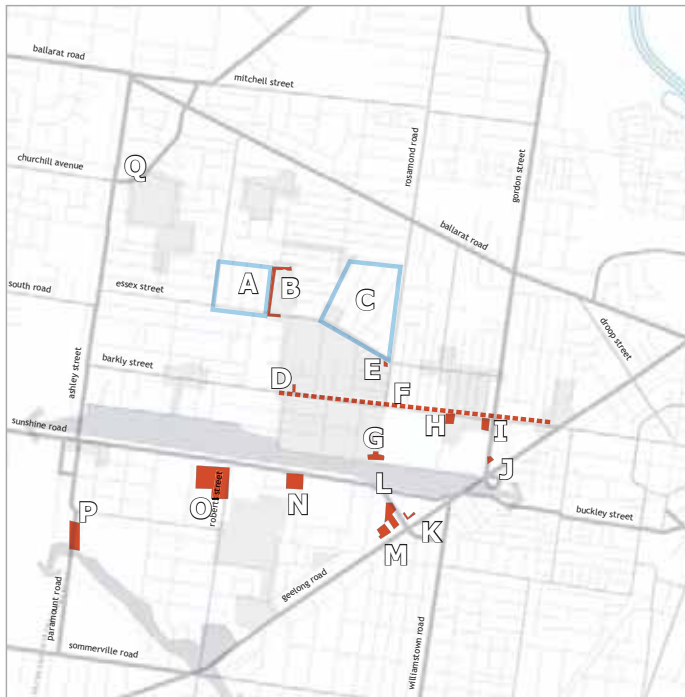 ballarat road
mitchell street
rosamond road
gordon street
churchill avenue
Q
ballarat road
south road
essex street
A
B
C
droop street
ashley street
barkly street
D
E
F
sunshine road
G
H
I
J
L
O
roberts street
N
P
K
M
buckley street
geelong road
paramount road
sommerville road
williamstown road